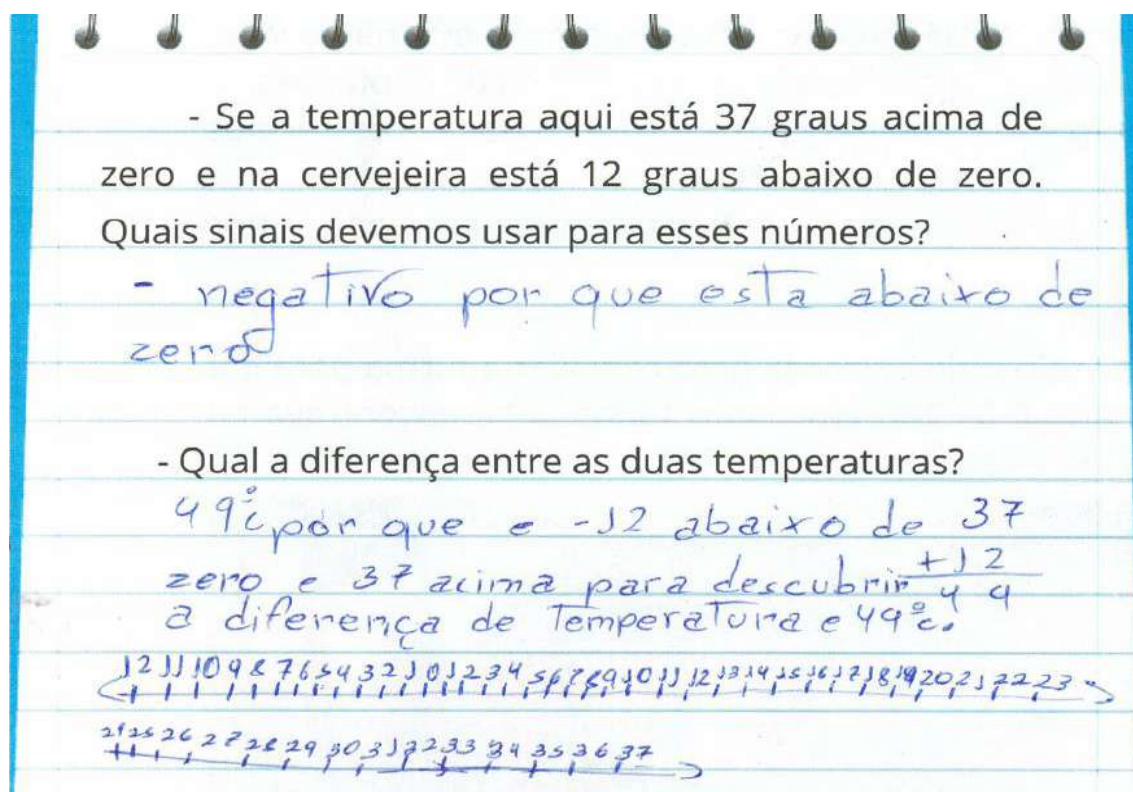 - Se a temperatura aqui está 37 graus acima de
zero e na cervejeira está 12 graus abaixo de zero.
Quais sinais devemos usar para esses números?
- negativo por que esta abaixo de
zero
- Qual a diferença entre as duas temperaturas?
49°c por que e -12 abaixo de 37
zero e 37 acima para descubrir +12
a diferença de Temperatura e 49°c. 49
12 11 10 9 8 7 6 5 4 3 2 1 0 1 2 3 4 5 6 7 8 9 10 11 12 13 14 15 16 17 18 19 20 21 22 23
24 25 26 27 28 29 30 31 32 33 34 35 36 37